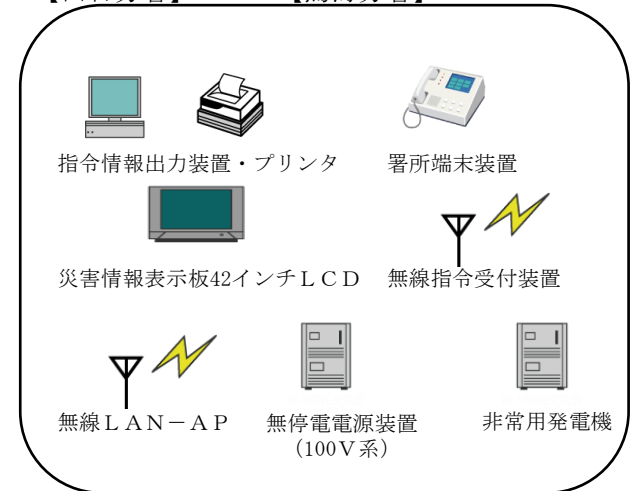 指令情報出力装置・プリンタ
署所端末装置
災害情報表示板42インチＬＣＤ
無線指令受付装置
無線ＬＡＮ－ＡＰ
無停電電源装置
(100Ｖ系)
非常用発電機